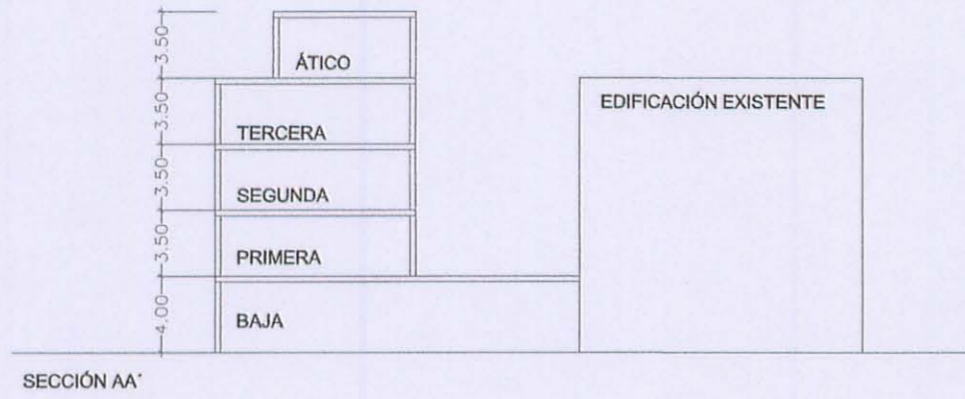 3.50
ÁTICO
3.50
EDIFICACIÓN EXISTENTE
TERCERA
3.50
SEGUNDA
3.50
PRIMERA
4.00
BAJA
SECCIÓN AA'